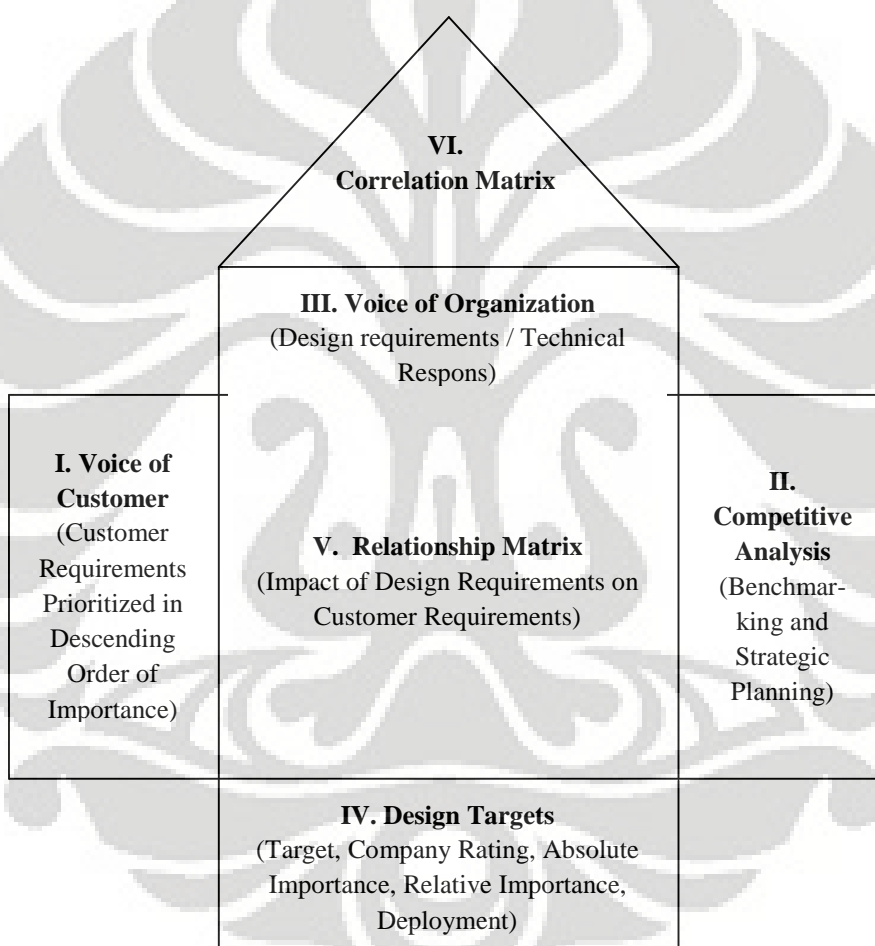 VI.
Correlation Matrix
III. Voice of Organization
(Design requirements / Technical
Respons)
I. Voice of
Customer
(Customer
Requirements
Prioritized in
Descending
Order of
Importance)
V. Relationship Matrix
(Impact of Design Requirements on
Customer Requirements)
II.
Competitive
Analysis
(Benchmar-
king and
Strategic
Planning)
IV. Design Targets
(Target, Company Rating, Absolute
Importance, Relative Importance,
Deployment)